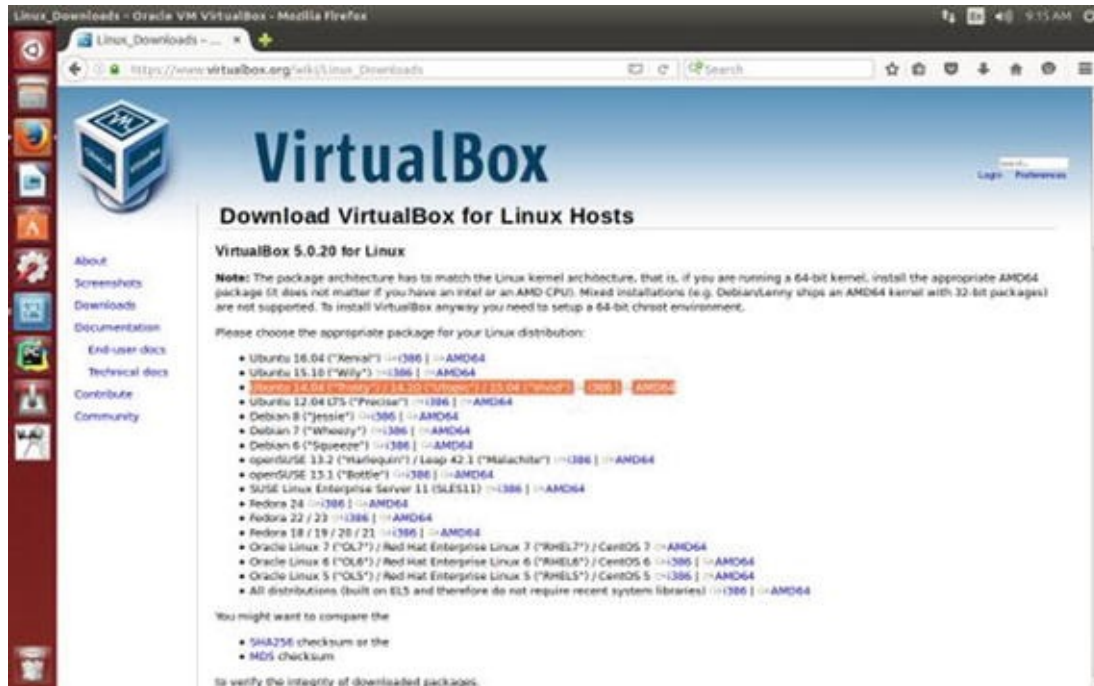 Linux_Downloads – Oracle VM VirtualBox - Mozilla Firefox
En
9:15 AM
Linux_Downloads – ...
https://www.virtualbox.org/wiki/Linux_Downloads
Search
VirtualBox
Login Preferences
Download VirtualBox for Linux Hosts
About
Screenshots
Downloads
Documentation
End-user docs
Technical docs
Contribute
Community
VirtualBox 5.0.20 for Linux
Note: The package architecture has to match the Linux kernel architecture, that is, if you are running a 64-bit kernel, install the appropriate AMD64
package (it does not matter if you have an Intel or an AMD CPU). Mixed installations (e.g. Debian/Lenny ships an AMD64 kernel with 32-bit packages)
are not supported. To install VirtualBox anyway you need to setup a 64-bit chroot environment.
Please choose the appropriate package for your Linux distribution:
• Ubuntu 16.04 ("Xenial") i386 | AMD64
• Ubuntu 15.10 ("Wily") i386 | AMD64
• Ubuntu 14.04 ("Trusty") / 14.10 ("Utopic") / 15.04 ("Vivid") i386 | AMD64
• Ubuntu 12.04 LTS ("Precise") i386 | AMD64
• Debian 8 ("Jessie") i386 | AMD64
• Debian 7 ("Wheezy") i386 | AMD64
• Debian 6 ("Squeeze") i386 | AMD64
• openSUSE 13.2 ("Harlequin") / Leap 42.1 ("Malachite") i386 | AMD64
• openSUSE 13.1 ("Bottle") i386 | AMD64
• SUSE Linux Enterprise Server 11 (SLES11) i386 | AMD64
• Fedora 24 i386 | AMD64
• Fedora 22 / 23 i386 | AMD64
• Fedora 18 / 19 / 20 / 21 i386 | AMD64
• Oracle Linux 7 ("OL7") / Red Hat Enterprise Linux 7 ("RHEL7") / CentOS 7 AMD64
• Oracle Linux 6 ("OL6") / Red Hat Enterprise Linux 6 ("RHEL6") / CentOS 6 i386 | AMD64
• Oracle Linux 5 ("OL5") / Red Hat Enterprise Linux 5 ("RHEL5") / CentOS 5 i386 | AMD64
• All distributions (built on EL5 and therefore do not require recent system libraries) i386 | AMD64
You might want to compare the
• SHA256 checksum or the
• MD5 checksum
to verify the integrity of downloaded packages.